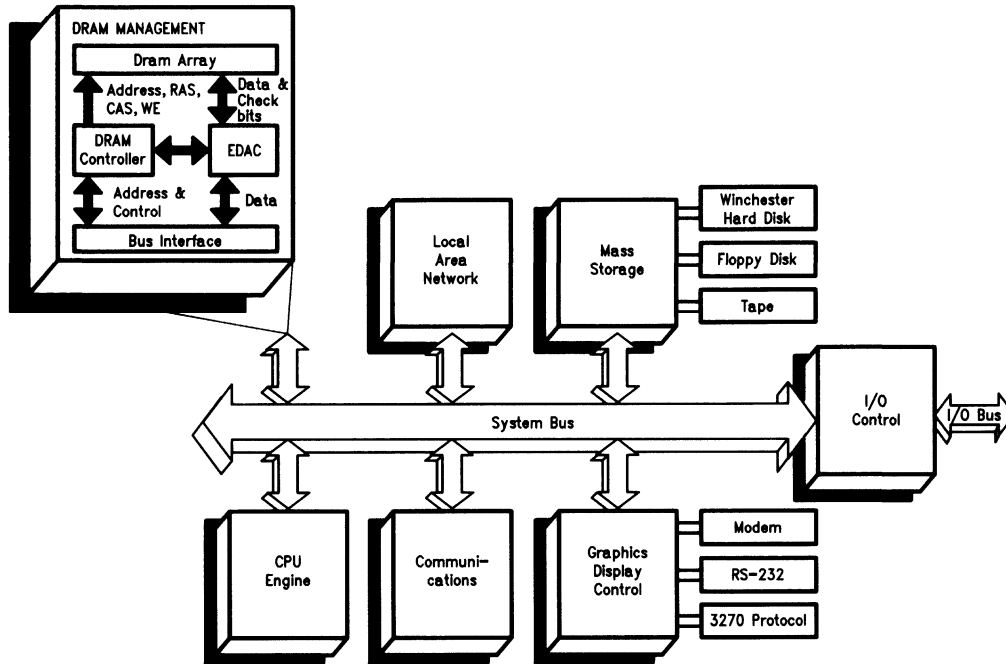 DRAM MANAGEMENT
Dram Array
Address, RAS,
CAS, WE
Data &
Check
bits
DRAM
Controller
EDAC
Address &
Control
Data
Bus Interface
Local
Area
Network
Mass
Storage
Winchester
Hard Disk
Floppy Disk
Tape
System Bus
I/O
Control
I/O Bus
CPU
Engine
Communi-
cations
Graphics
Display
Control
Modem
RS-232
3270 Protocol